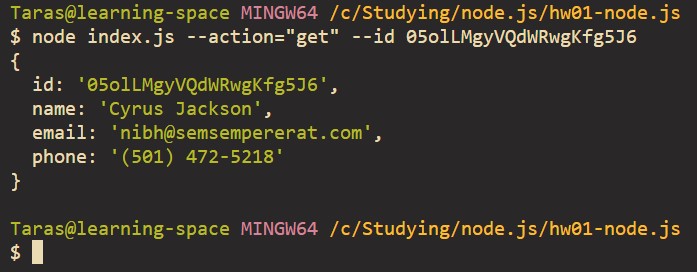 Taras@learning-space MINGW64 /c/Studying/node.js/hw01-node.js
$ node index.js --action="get" --id 05olLMgyVQdWRwgKfg5J6
{
  id: '05olLMgyVQdWRwgKfg5J6',
  name: 'Cyrus Jackson',
  email: 'nibh@semsempererat.com',
  phone: '(501) 472-5218'
}
Taras@learning-space MINGW64 /c/Studying/node.js/hw01-node.js
$